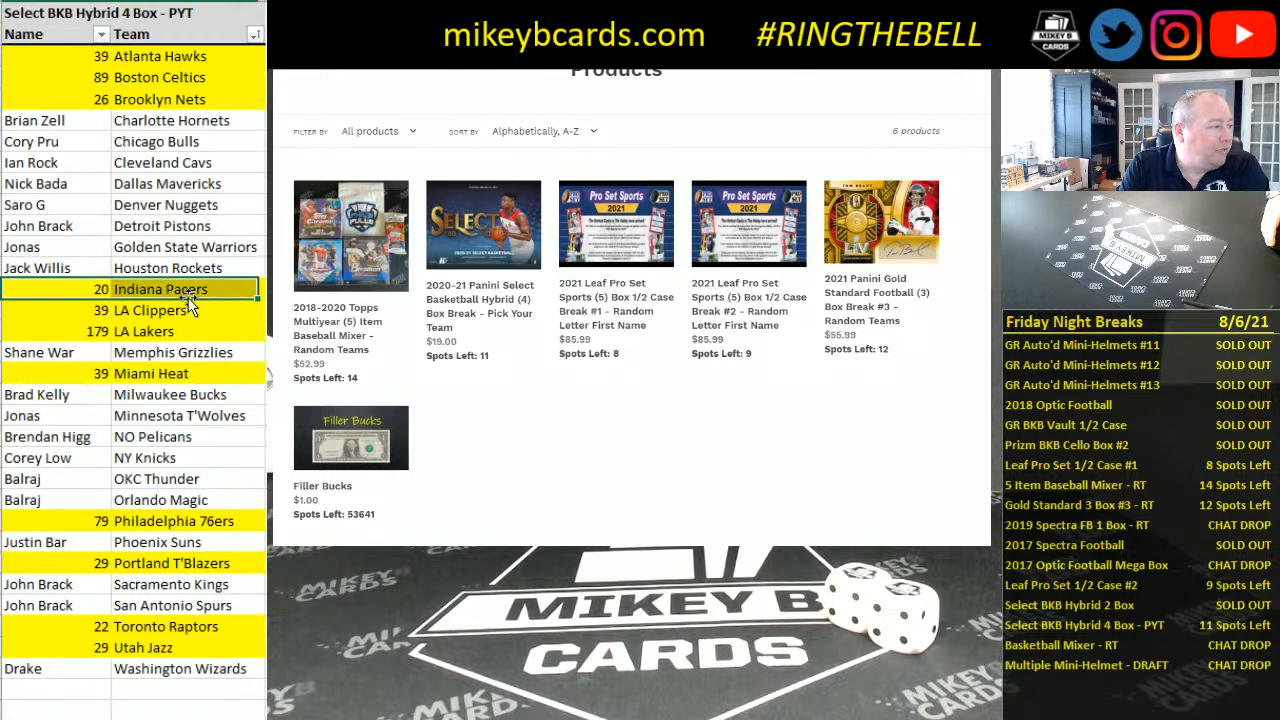 Select BKB Hybrid 4 Box - PYT
Name Team
39 Atlanta Hawks
89 Boston Celtics
26 Brooklyn Nets
Brian Zell Charlotte Hornets
Cory Pru Chicago Bulls
Ian Rock Cleveland Cavs
Nick Bada Dallas Mavericks
Saro G Denver Nuggets
John Brack Detroit Pistons
Jonas Golden State Warriors
Jack Willis Houston Rockets
20 Indiana Pacers
39 LA Clippers
179 LA Lakers
Shane War Memphis Grizzlies
39 Miami Heat
Brad Kelly Milwaukee Bucks
Jonas Minnesota T'Wolves
Brendan Higg NO Pelicans
Corey Low NY Knicks
Balraj OKC Thunder
Balraj Orlando Magic
79 Philadelphia 76ers
Justin Bar Phoenix Suns
29 Portland T'Blazers
John Brack Sacramento Kings
John Brack San Antonio Spurs
22 Toronto Raptors
29 Utah Jazz
Drake Washington Wizards
mikeybcards.com #RINGTHEBELL
MIKEY B
CARDS
Products
FILTER BY All products SORT BY Alphabetically, A-Z 6 products
SELECT
Pro Set Sports
2021
Pro Set Sports
2021
TOM BRADY
LV
2018-2020 Topps
Multiyear (5) Item
Baseball Mixer -
Random Teams
$52.99
Spots Left: 14
2020-21 Panini Select
Basketball Hybrid (4)
Box Break - Pick Your
Team
$19.00
Spots Left: 11
2021 Leaf Pro Set
Sports (5) Box 1/2 Case
Break #1 - Random
Letter First Name
$85.99
Spots Left: 8
2021 Leaf Pro Set
Sports (5) Box 1/2 Case
Break #2 - Random
Letter First Name
$85.99
Spots Left: 9
2021 Panini Gold
Standard Football (3)
Box Break #3 -
Random Teams
$55.99
Spots Left: 12
Filler Bucks
Filler Bucks
$1.00
Spots Left: 53641
MIKEY B
CARDS
Friday Night Breaks 8/6/21
GR Auto'd Mini-Helmets #11 SOLD OUT
GR Auto'd Mini-Helmets #12 SOLD OUT
GR Auto'd Mini-Helmets #13 SOLD OUT
2018 Optic Football SOLD OUT
GR BKB Vault 1/2 Case SOLD OUT
Prizm BKB Cello Box #2 SOLD OUT
Leaf Pro Set 1/2 Case #1 8 Spots Left
5 Item Baseball Mixer - RT 14 Spots Left
Gold Standard 3 Box #3 - RT 12 Spots Left
2019 Spectra FB 1 Box - RT CHAT DROP
2017 Spectra Football SOLD OUT
2017 Optic Football Mega Box CHAT DROP
Leaf Pro Set 1/2 Case #2 9 Spots Left
Select BKB Hybrid 2 Box SOLD OUT
Select BKB Hybrid 4 Box - PYT 11 Spots Left
Basketball Mixer - RT CHAT DROP
Multiple Mini-Helmet - DRAFT CHAT DROP